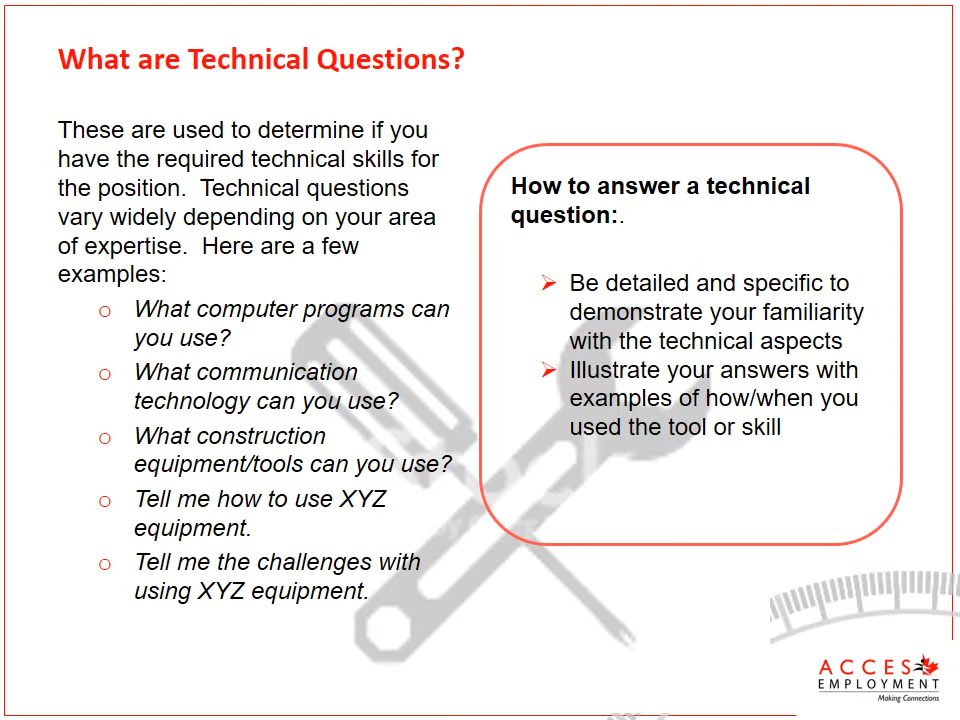 What are Technical Questions?
These are used to determine if you
have the required technical skills for
the position.  Technical questions
vary widely depending on your area
of expertise.  Here are a few
examples:
o What computer programs can
you use?
o What communication
technology can you use?
o What construction
equipment/tools can you use?
o Tell me how to use XYZ
equipment.
o Tell me the challenges with
using XYZ equipment.
How to answer a technical
question:.
➢ Be detailed and specific to
demonstrate your familiarity
with the technical aspects
➢ Illustrate your answers with
examples of how/when you
used the tool or skill
ACCES
EMPLOYMENT
Making Connections